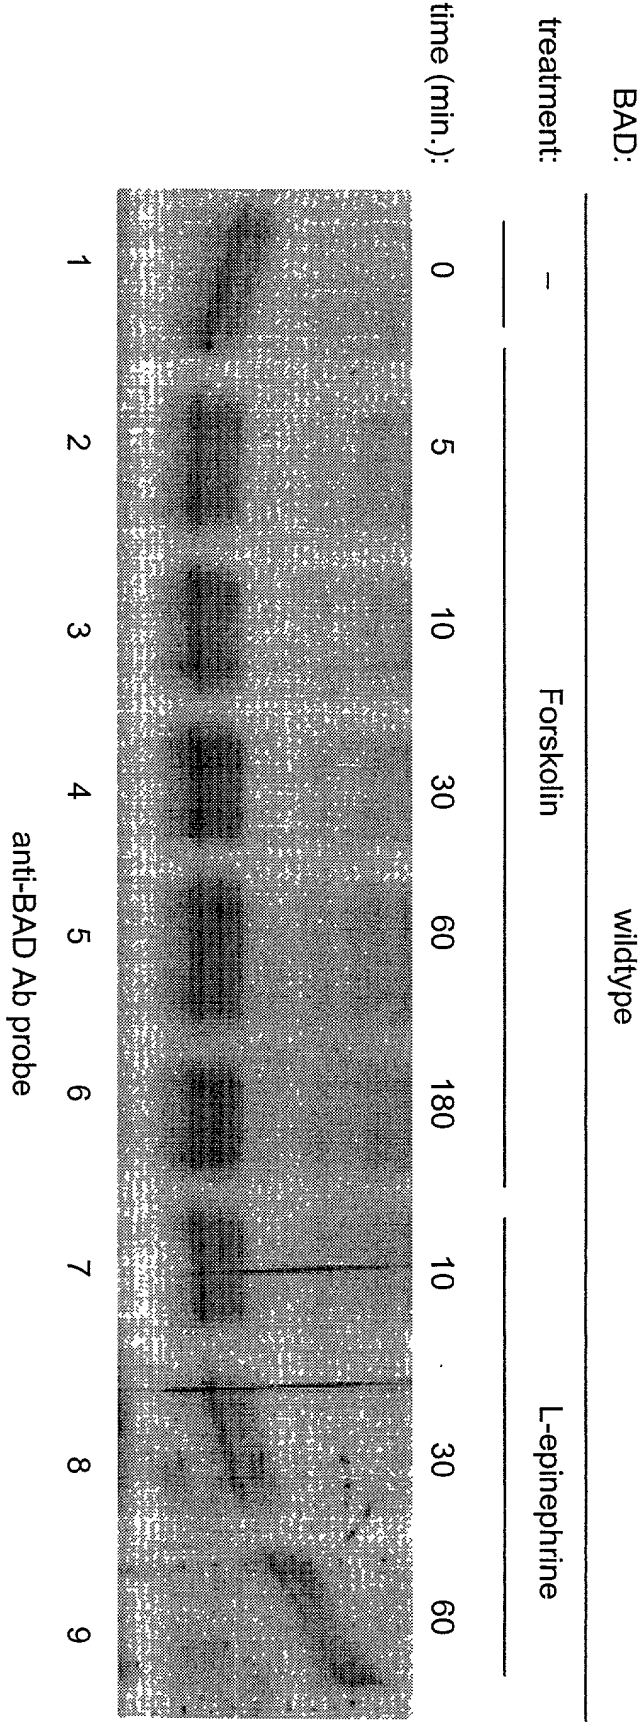 BAD: wildtype
treatment: – Forskolin L-epinephrine
time (min.): 0 5 10 30 60 180 10 30 60
1 2 3 4 5 6 7 8 9
anti-BAD Ab probe